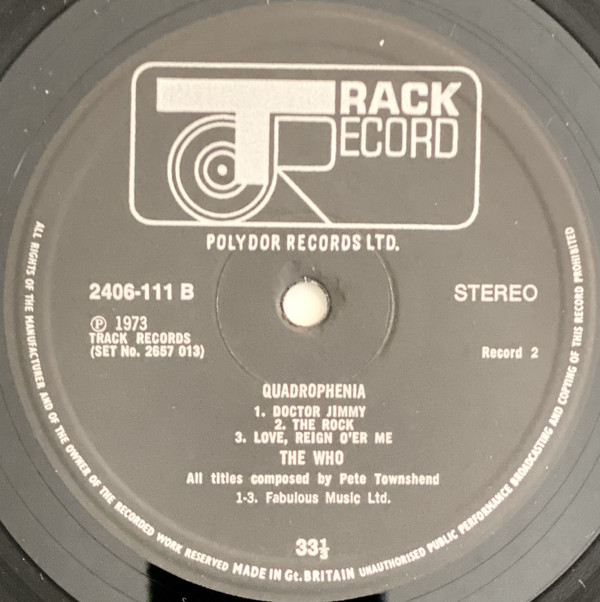 TRACK
RECORD
POLYDOR RECORDS LTD.
2406-111 B
STEREO
Ⓟ 1973
TRACK RECORDS
(SET No. 2657 013)
Record 2
QUADROPHENIA
1. DOCTOR JIMMY
2. THE ROCK
3. LOVE, REIGN O'ER ME
THE WHO
All titles composed by Pete Townshend
1-3. Fabulous Music Ltd.
33⅓
ALL RIGHTS OF THE MANUFACTURER AND OF THE OWNER OF THE RECORDED WORK RESERVED MADE IN Gt. BRITAIN UNAUTHORISED PUBLIC PERFORMANCE BROADCASTING AND COPYING OF THIS RECORD PROHIBITED